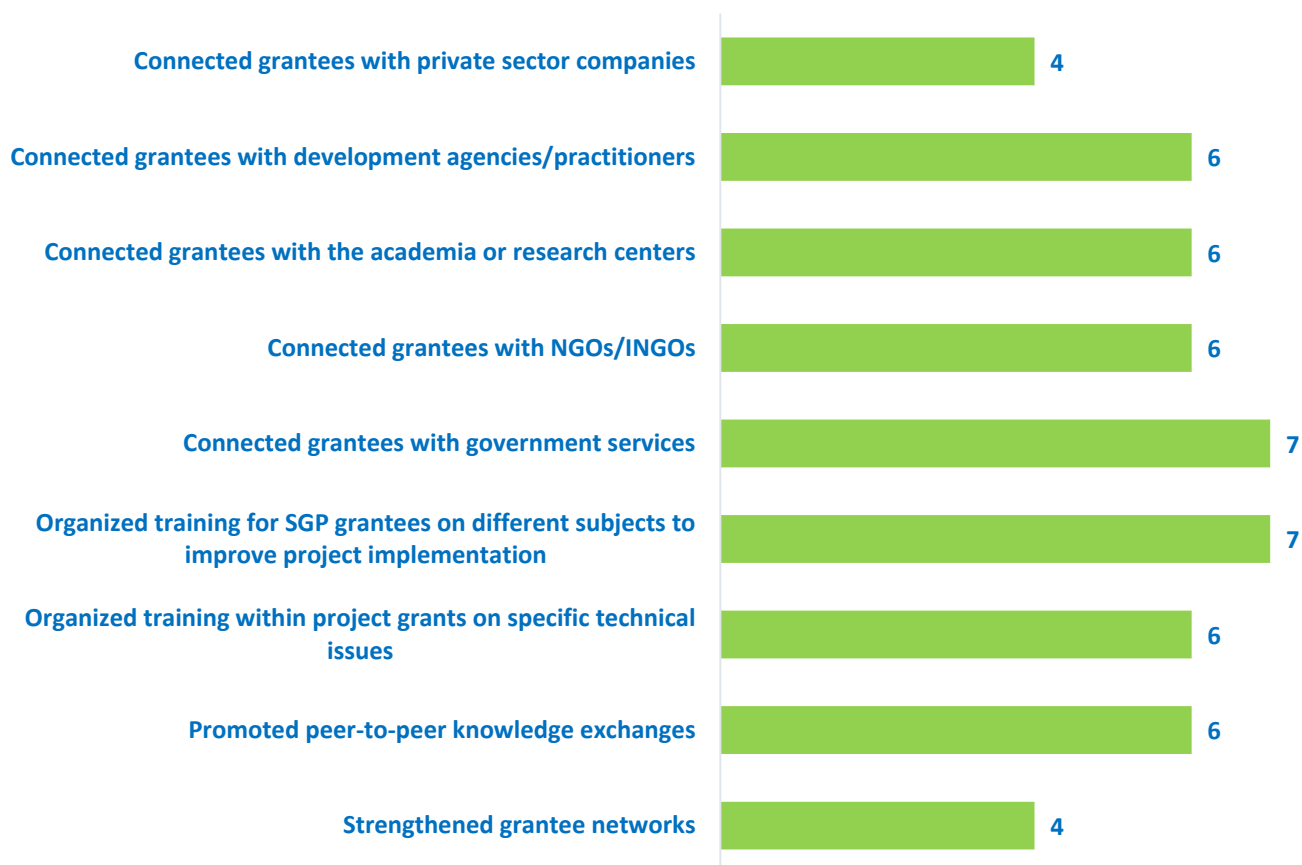 Connected grantees with private sector companies
4
Connected grantees with development agencies/practitioners
6
Connected grantees with the academia or research centers
6
Connected grantees with NGOs/INGOs
6
Connected grantees with government services
7
Organized training for SGP grantees on different subjects to
improve project implementation
7
Organized training within project grants on specific technical
issues
6
Promoted peer-to-peer knowledge exchanges
6
Strengthened grantee networks
4